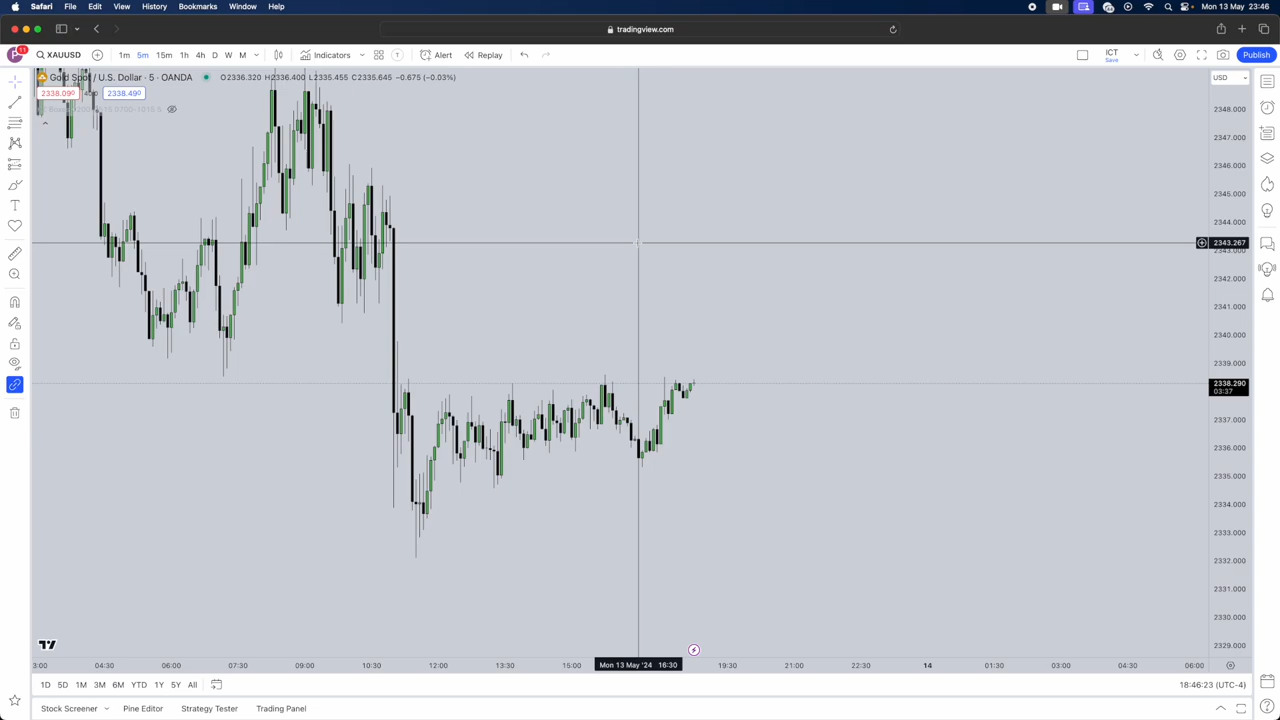 Safari File Edit View History Bookmarks Window Help Mon 13 May 23:46
tradingview.com
11 XAUUSD 1m 5m 15m 1h 4h D W M Indicators Alert Replay ICT Save Publish
Gold Spot / U.S. Dollar · 5 · OANDA O2336.320 H2336.400 L2335.455 C2335.645 −0.675 (−0.03%) USD
2338.090 400 2338.490
2348.000
2347.000
2346.000
2345.000
2344.000
2343.267
2343.000
2342.000
2341.000
2340.000
2339.000
2338.290
03:37
2337.000
2336.000
2335.000
2334.000
2333.000
2332.000
2331.000
2330.000
2329.000
3:00 04:30 06:00 07:30 09:00 10:30 12:00 13:30 15:00 Mon 13 May '24 16:30 19:30 21:00 22:30 14 01:30 03:00 04:30 06:00
1D 5D 1M 3M 6M YTD 1Y 5Y All 18:46:23 (UTC-4)
Stock Screener Pine Editor Strategy Tester Trading Panel